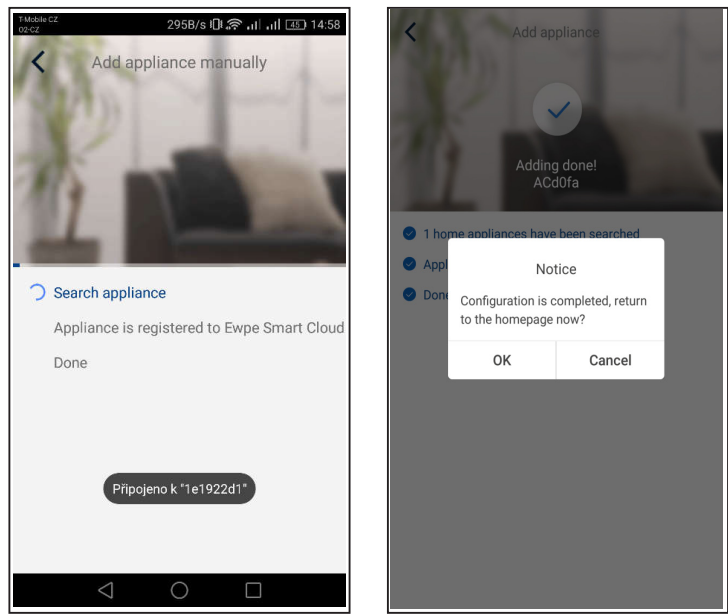 T-Mobile CZ
O2-CZ
295B/s 45 14:58
Add appliance manually
Search appliance
Appliance is registered to Ewpe Smart Cloud
Done
Připojeno k "1e1922d1"
Add appliance
Adding done!
ACd0fa
1 home appliances have been searched
Appl
Done
Notice
Configuration is completed, return
to the homepage now?
OK Cancel